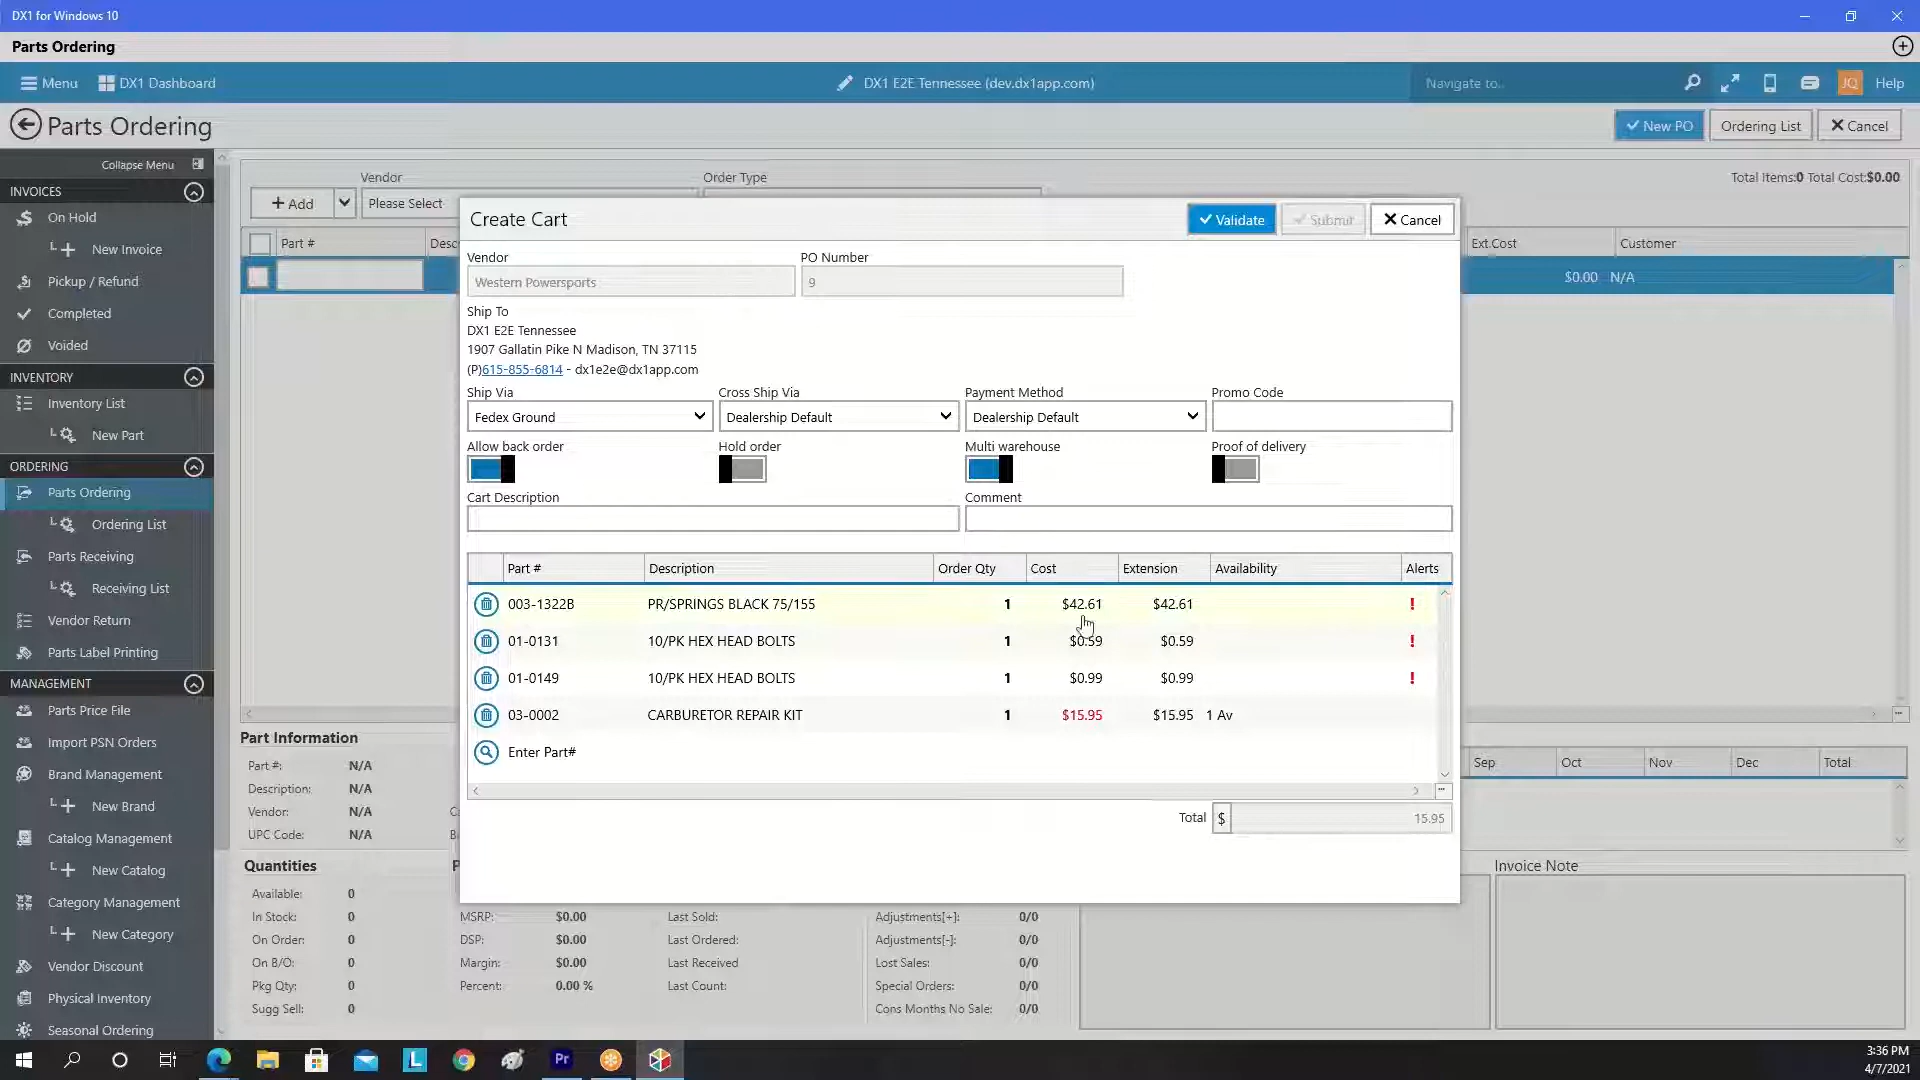 DX1 for Windows 10
Parts Ordering
Menu
DX1 Dashboard
DX1 E2E Tennessee (dev.dx1app.com)
Navigate to..
JQ
Help
Parts Ordering
New PO
Ordering List
Cancel
Collapse Menu
INVOICES
On Hold
New Invoice
Pickup / Refund
Completed
Voided
INVENTORY
Inventory List
New Part
ORDERING
Parts Ordering
Ordering List
Parts Receiving
Receiving List
Vendor Return
Parts Label Printing
MANAGEMENT
Parts Price File
Import PSN Orders
Brand Management
New Brand
Catalog Management
New Catalog
Category Management
New Category
Vendor Discount
Physical Inventory
Seasonal Ordering
Vendor
Order Type
Total Items:0 Total Cost:$0.00
Add
Please Select
Part #
Desc
Ext.Cost
Customer
$0.00 N/A
Create Cart
Validate
Submit
Cancel
Vendor
PO Number
Western Powersports
9
Ship To
DX1 E2E Tennessee
1907 Gallatin Pike N Madison, TN 37115
(P)615-855-6814 - dx1e2e@dx1app.com
Ship Via
Cross Ship Via
Payment Method
Promo Code
Fedex Ground
Dealership Default
Dealership Default
Allow back order
Hold order
Multi warehouse
Proof of delivery
Cart Description
Comment
Part # Description Order Qty Cost Extension Availability Alerts
003-1322B PR/SPRINGS BLACK 75/155 1 $42.61 $42.61 !
01-0131 10/PK HEX HEAD BOLTS 1 $0.59 $0.59 !
01-0149 10/PK HEX HEAD BOLTS 1 $0.99 $0.99 !
03-0002 CARBURETOR REPAIR KIT 1 $15.95 $15.95 1 Av
Enter Part#
Total $ 15.95
Part Information
Part #: N/A
Description: N/A
Vendor: N/A
UPC Code: N/A
Sep Oct Nov Dec Total
Quantities
Available: 0
In Stock: 0
On Order: 0
On B/O: 0
Pkg Qty: 0
Sugg Sell: 0
MSRP: $0.00
DSP: $0.00
Margin: $0.00
Percent: 0.00 %
Last Sold:
Last Ordered:
Last Received
Last Count:
Adjustments[+]: 0/0
Adjustments[-]: 0/0
Lost Sales: 0/0
Special Orders: 0/0
Cons Months No Sale: 0/0
Invoice Note
L
Pr
3:36 PM
4/7/2021